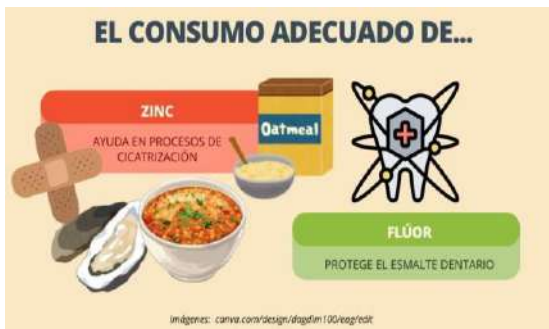 EL CONSUMO ADECUADO DE...
ZINC
AYUDA EN PROCESOS DE
CICATRIZACIÓN
Oatmeal
FLÚOR
PROTEGE EL ESMALTE DENTARIO
Imágenes: canva.com/design/dagdlm100/eag/edit